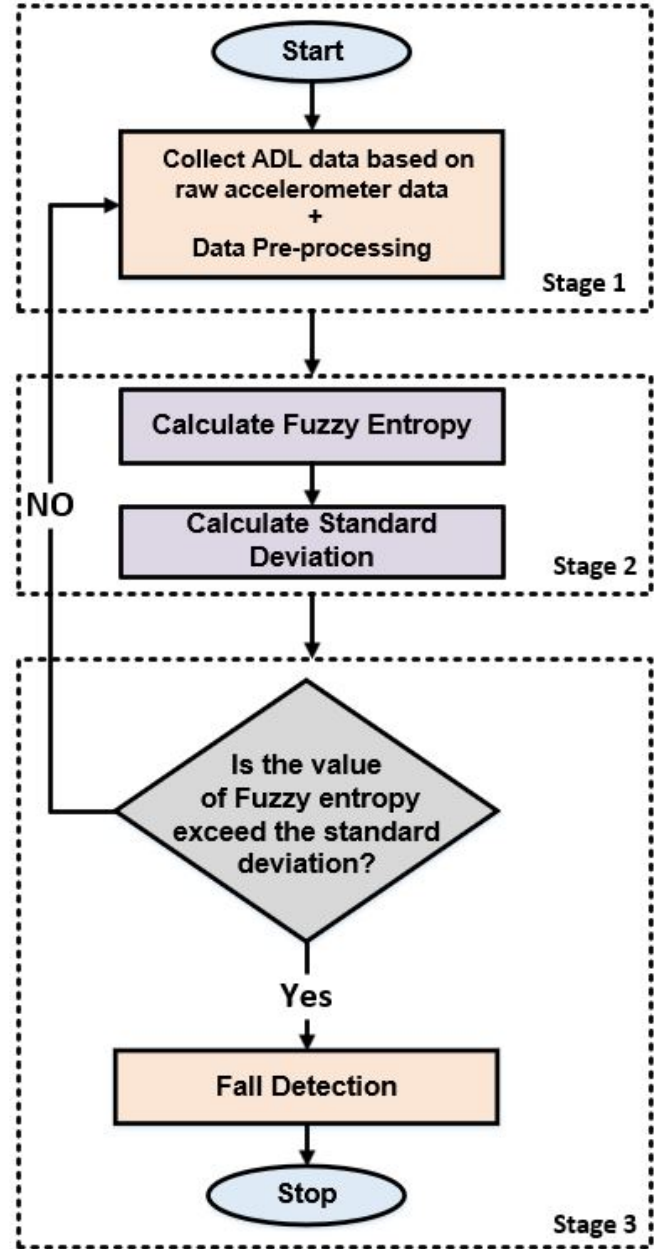 Start
Collect ADL data based on
raw accelerometer data
+
Data Pre-processing
Stage 1
Calculate Fuzzy Entropy
NO
Calculate Standard
Deviation
Stage 2
Is the value
of Fuzzy entropy
exceed the standard
deviation?
Yes
Fall Detection
Stop
Stage 3